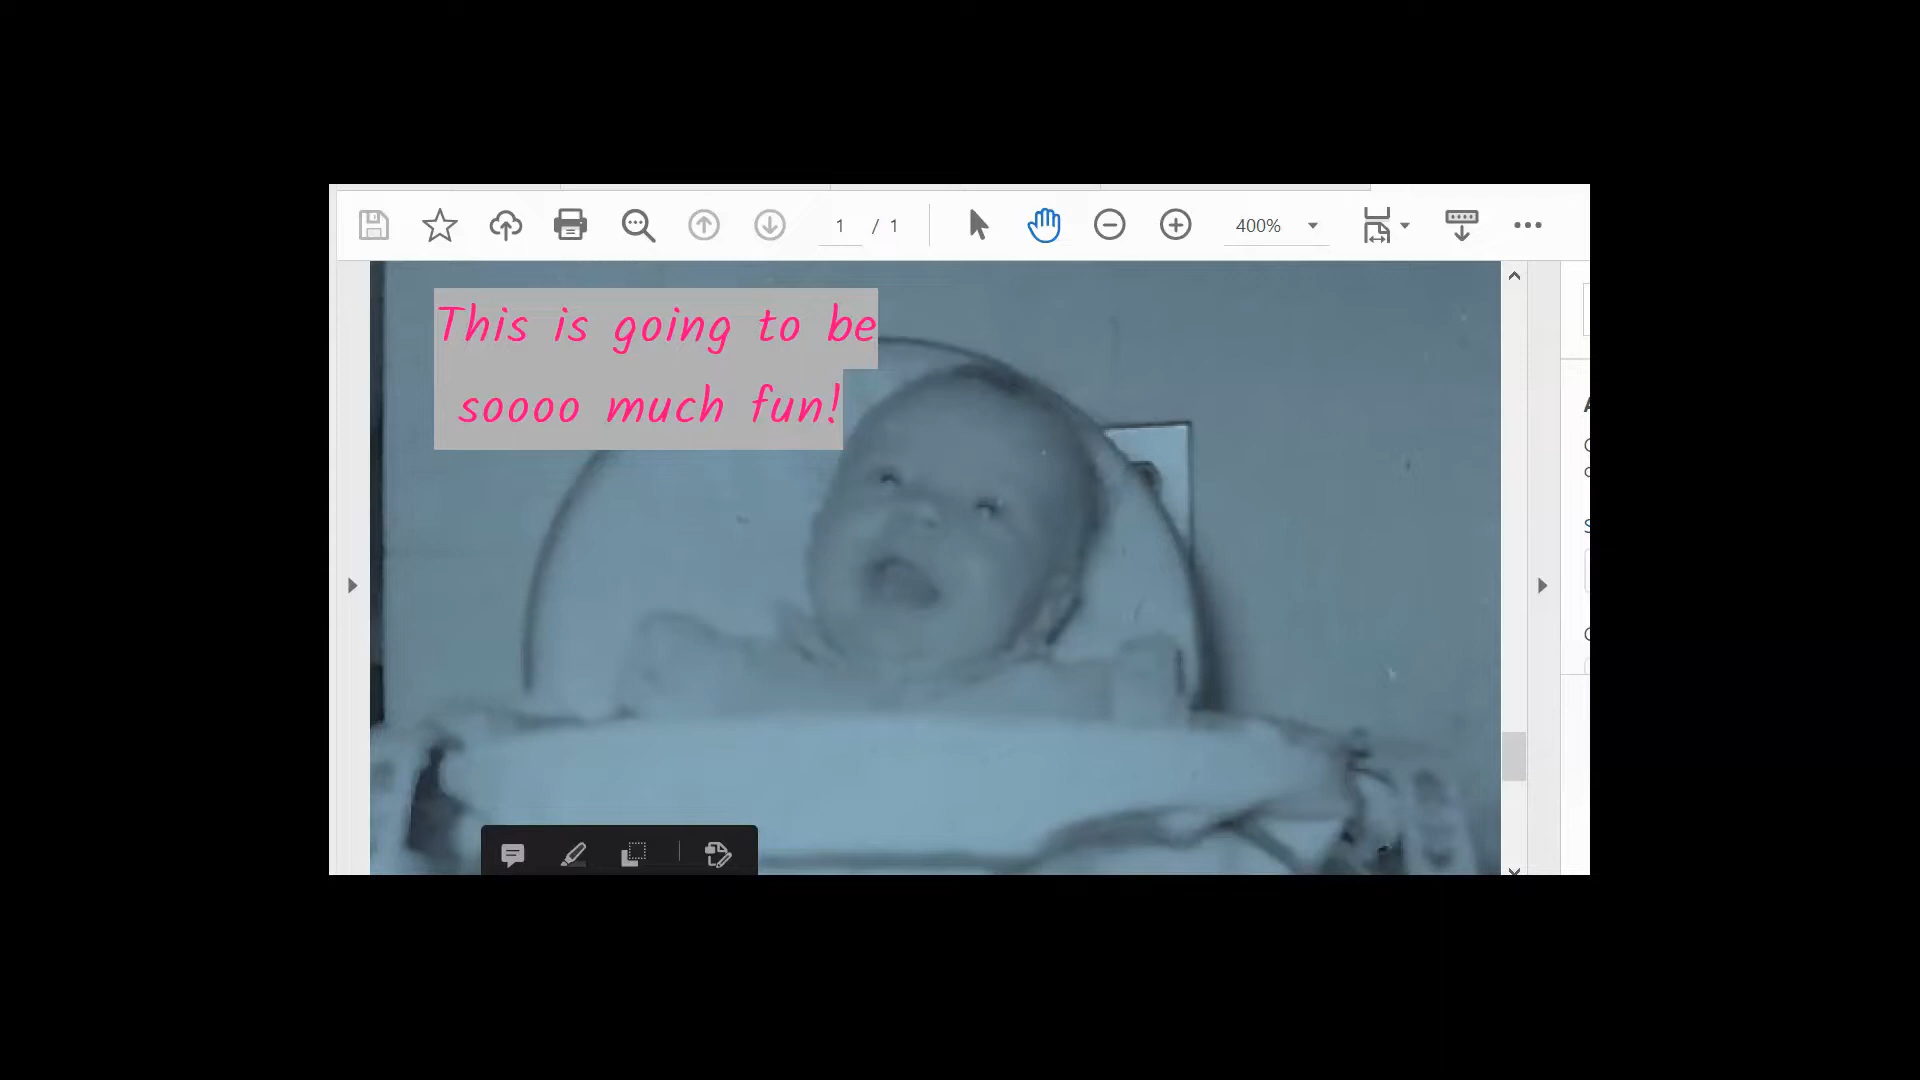 1 / 1
400%
This is going to be
soooo much fun!